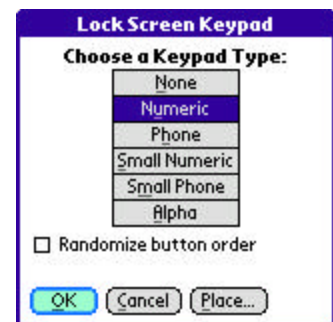 Lock Screen Keypad
Choose a Keypad Type:
None
Numeric
Phone
Small Numeric
Small Phone
Alpha
Randomize button order
OK Cancel Place...